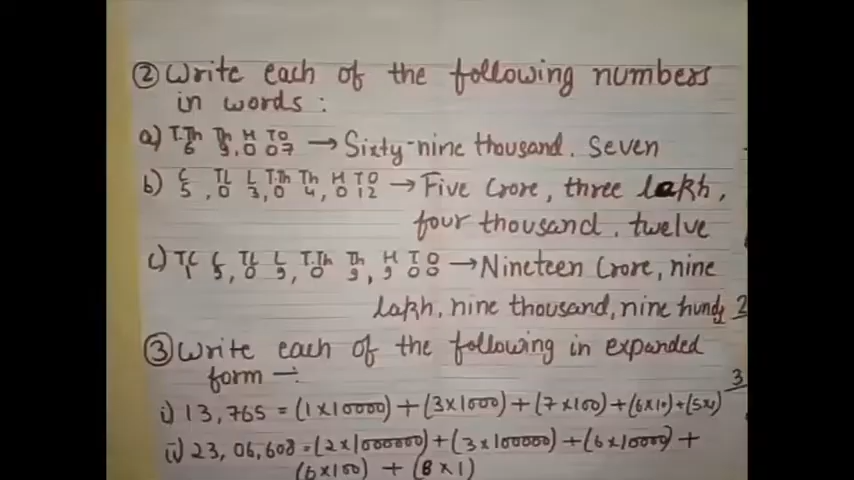 ② Write each of the following numbers
in words :
a) T.Th Th H T O → Sixty-nine thousand. Seven
6 9,0 0 7
b) C TL L T.Th Th H T O → Five Crore, three lakh,
5,0 3,0 4,0 1 2
four thousand, twelve
c) TC C TL L T.Th Th H T O → Nineteen Crore, nine
1 9,0 9,0 9,9 0 0
lakh, nine thousand, nine hund 2
③ Write each of the following in expanded
form —:
3
i) 13,765 = (1×10000) + (3×1000) + (7×100) + (6×10) + (5×1)
ii) 23,06,608 = (2×1000000) + (3×100000) + (6×10000) +
(6×100) + (8×1)